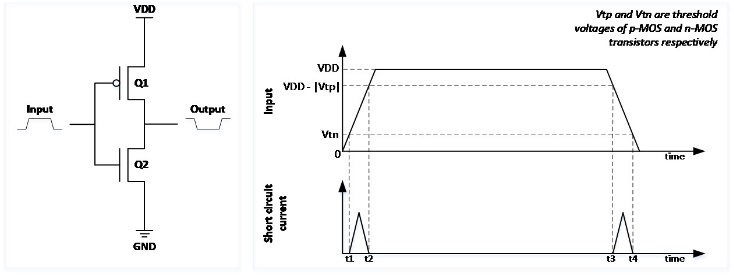 VDD
Q1
Input
Output
Q2
GND
Vtp and Vtn are threshold
voltages of p-MOS and n-MOS
transistors respectively
VDD
VDD - |Vtp|
Input
Vtn
0
time
Short circuit
current
t1
t2
t3
t4
time